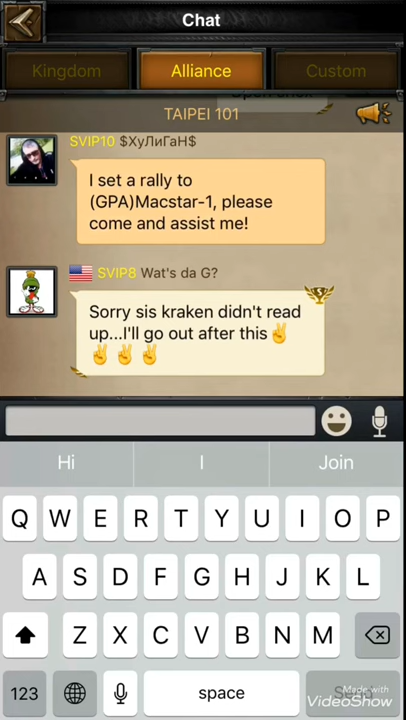 Chat
Kingdom
Alliance
Custom
TAIPEI 101
SVIP10 $ХуЛиГаН$
I set a rally to
(GPA)Macstar-1, please
come and assist me!
SVIP8 Wat's da G?
Sorry sis kraken didn't read
up...I'll go out after this✌
✌✌✌
Hi
I
Join
Q W E R T Y U I O P
A S D F G H J K L
Z X C V B N M
123
space
Made with
VideoShow